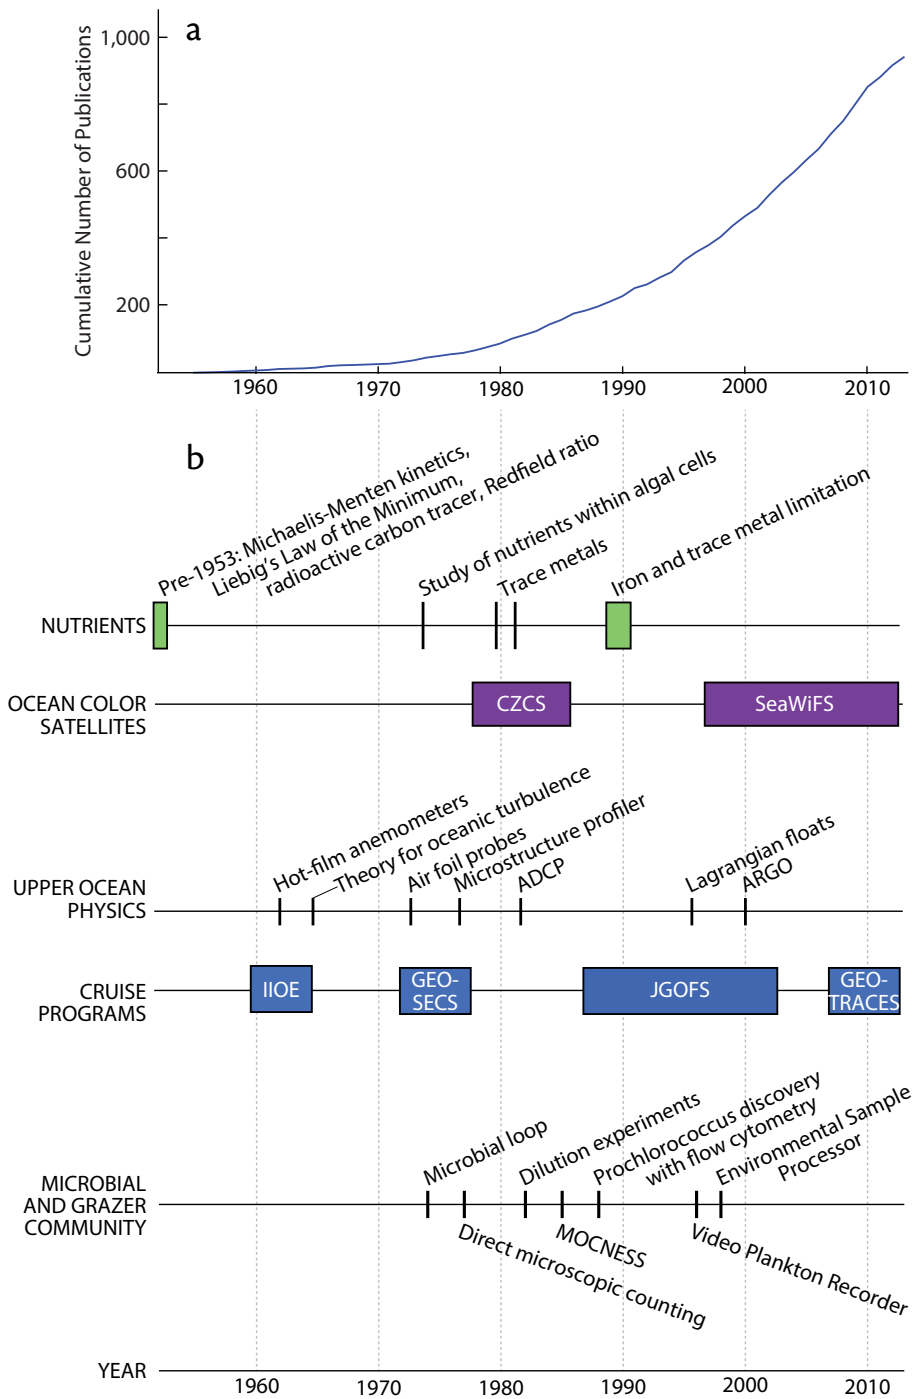 a
Cumulative Number of Publications
1,000
600
200
1960 1970 1980 1990 2000 2010
b
Pre-1953: Michaelis-Menten kinetics,
Liebig's Law of the Minimum,
radioactive carbon tracer, Redfield ratio
Study of nutrients within algal cells
Trace metals
Iron and trace metal limitation
NUTRIENTS
OCEAN COLOR
SATELLITES
CZCS
SeaWiFS
Hot-film anemometers
Theory for oceanic turbulence
Air foil probes
Microstructure profiler
ADCP
Lagrangian floats
ARGO
UPPER OCEAN
PHYSICS
CRUISE
PROGRAMS
IIOE
GEO-
SECS
JGOFS
GEO-
TRACES
Microbial loop
Dilution experiments
Prochlorococcus discovery
with flow cytometry
Environmental Sample
Processor
MICROBIAL
AND GRAZER
COMMUNITY
Direct microscopic counting
MOCNESS
Video Plankton Recorder
YEAR
1960 1970 1980 1990 2000 2010